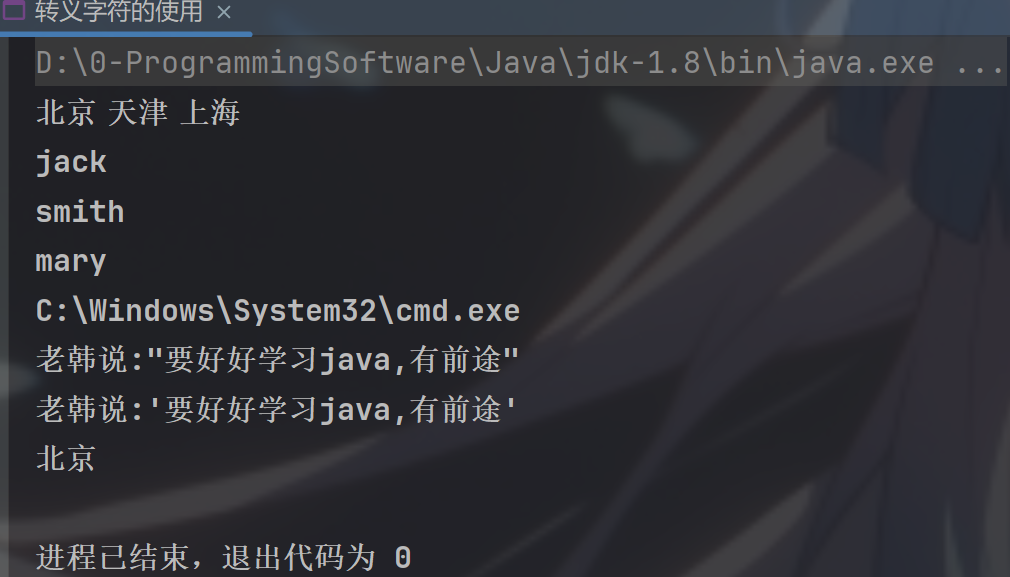 转义字符的使用 ×
D:\0-ProgrammingSoftware\Java\jdk-1.8\bin\java.exe ...
北京 天津 上海
jack
smith
mary
C:\Windows\System32\cmd.exe
老韩说:"要好好学习java,有前途"
老韩说:'要好好学习java,有前途'
北京
进程已结束，退出代码为 0